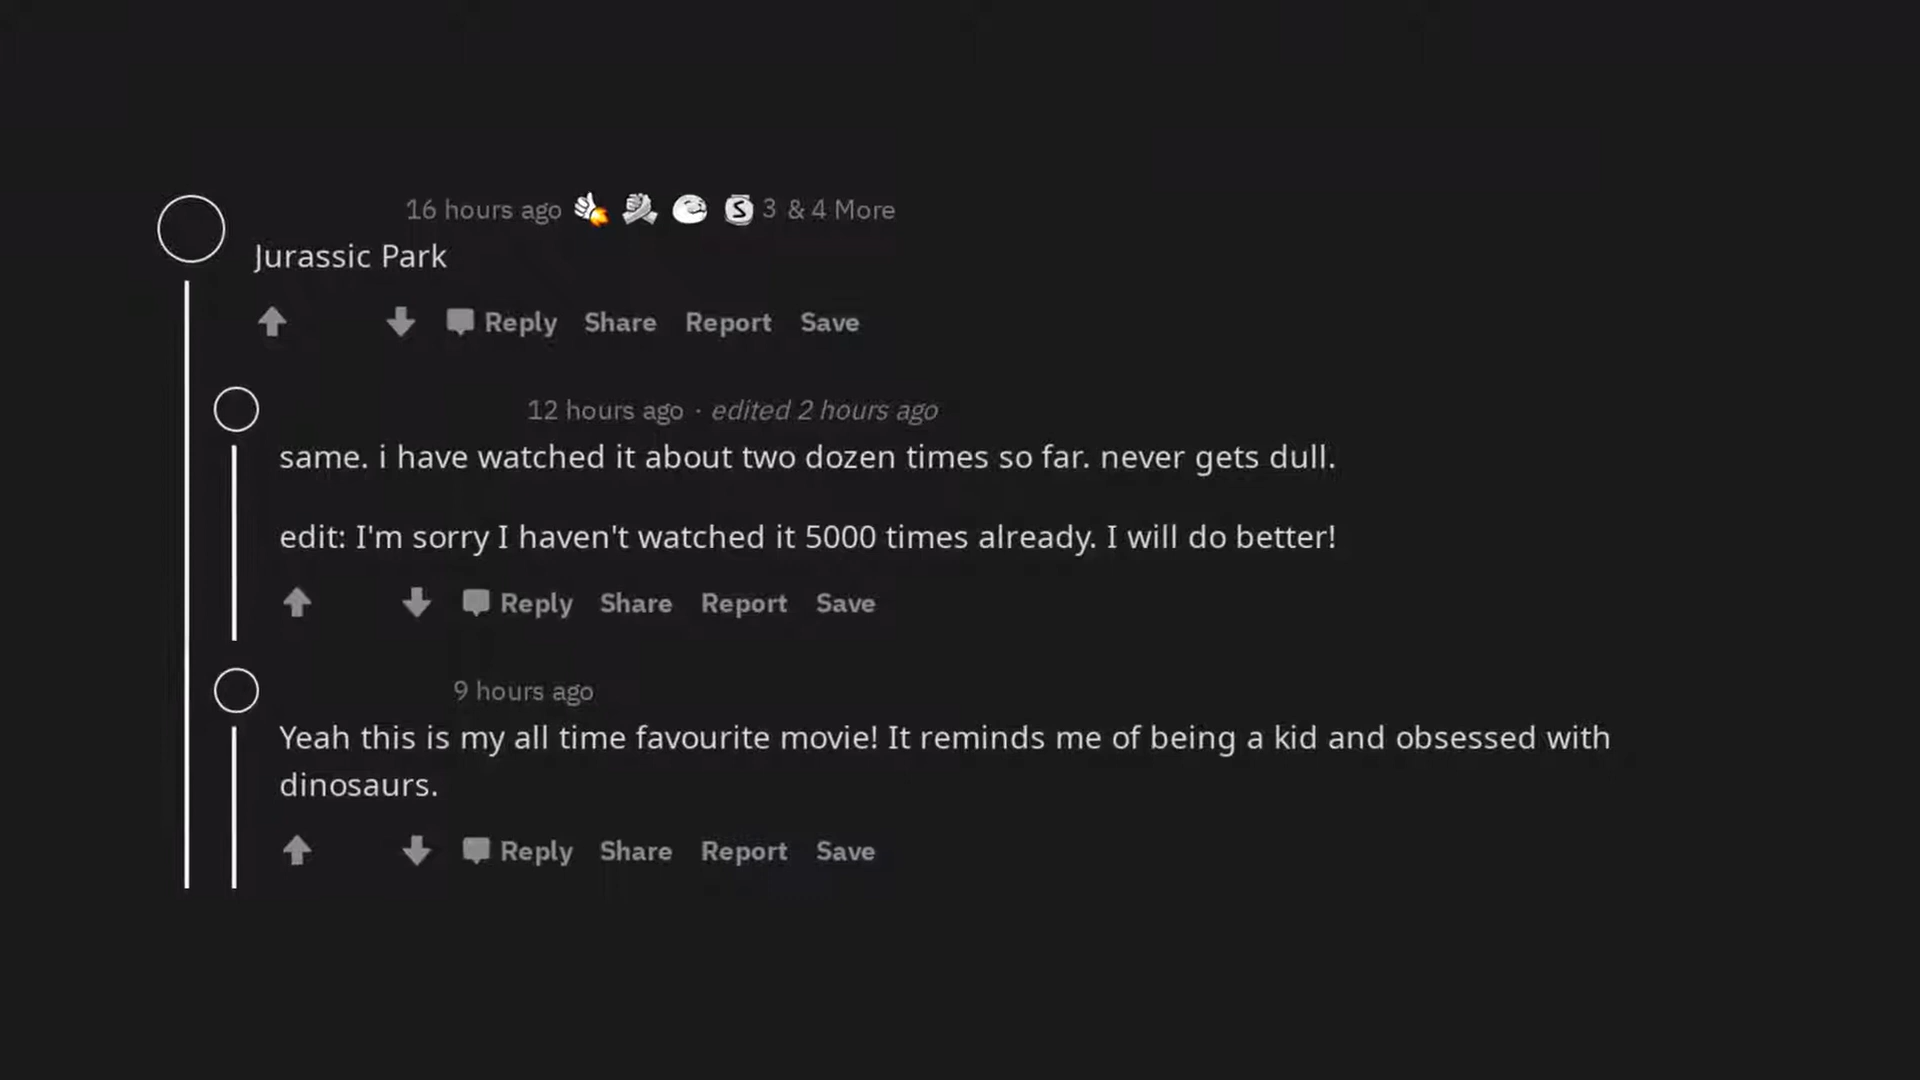 16 hours ago 3 & 4 More
Jurassic Park
Reply Share Report Save
12 hours ago · edited 2 hours ago
same. i have watched it about two dozen times so far. never gets dull.
edit: I'm sorry I haven't watched it 5000 times already. I will do better!
Reply Share Report Save
9 hours ago
Yeah this is my all time favourite movie! It reminds me of being a kid and obsessed with
dinosaurs.
Reply Share Report Save